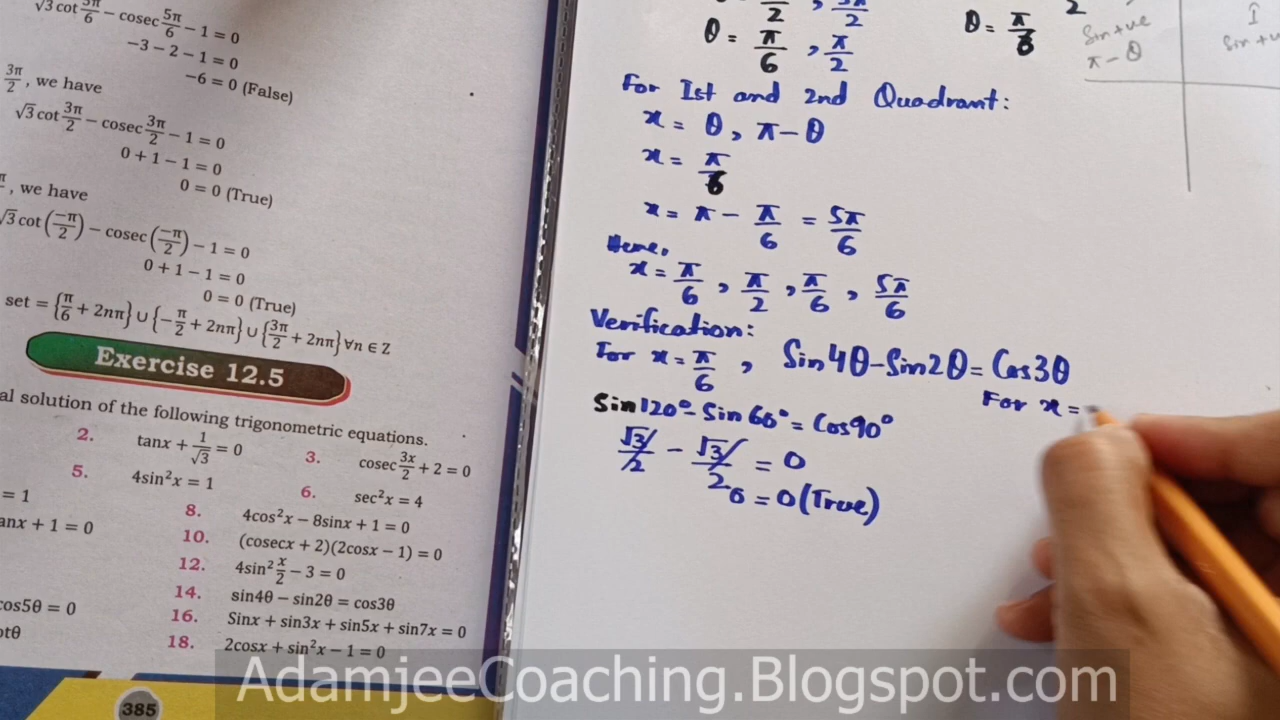 √3 cot 5π/6 − cosec 5π/6 − 1 = 0
−3 − 2 − 1 = 0
−6 = 0 (False)
3π/2, we have
√3 cot 3π/2 − cosec 3π/2 − 1 = 0
0 + 1 − 1 = 0
0 = 0 (True)
, we have
√3 cot (−π/2) − cosec (−π/2) − 1 = 0
0 + 1 − 1 = 0
0 = 0 (True)
set = {π/6 + 2nπ} ∪ {−π/2 + 2nπ} ∪ {3π/2 + 2nπ} ∀n ∈ Z
Exercise 12.5
al solution of the following trigonometric equations.
2. tanx + 1/√3 = 0
3. cosec 3x/2 + 2 = 0
5. 4sin²x = 1
6. sec²x = 4
= 1
8. 4cos²x − 8sinx + 1 = 0
anx + 1 = 0
10. (cosecx + 2)(2cosx − 1) = 0
12. 4sin² x/2 − 3 = 0
14. sin4θ − sin2θ = cos3θ
cos5θ = 0
16. Sinx + sin3x + sin5x + sin7x = 0
otθ
18. 2cosx + sin²x − 1 = 0
385
θ = π/6 , π/2
θ = π/6
Sin +ve
π − θ
I
Sin +v
For Ist and 2nd Quadrant:
x = θ, π − θ
x = π/6
x = π − π/6 = 5π/6
Hene,
x = π/6 , π/2 , π/6 , 5π/6
Verification:
For x = π/6 , Sin4θ − Sin2θ = Cos3θ
For x =
Sin 120° − Sin 60° = Cos90°
√3/2 − √3/2 = 0
0 = 0 (True)
AdamjeeCoaching.Blogspot.com